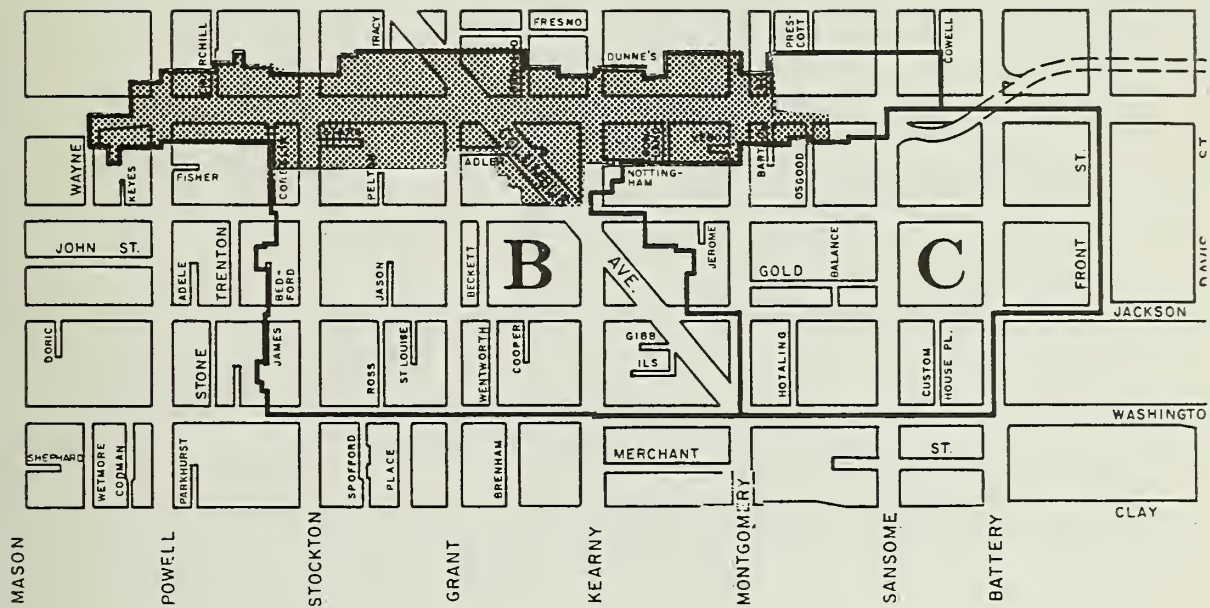 FRESNO
TRACY
PRES-
COTT
COWELL
RCHILL
DUNNE'S
WAYNE
KEYES
FISHER
ADLER
NOTTING-
HAM
OSGOOD
ST.
ST
JOHN ST.
ADELE
TRENTON
BED-
FORD
JASON
BECKETT
B
AVE.
JEROME
GOLD
BALANCE
C
FRONT
DAVIS
JACKSON
DORIC
STONE
JAMES
ROSS
ST LOUISE
WENTWORTH
COOPER
GIBB
ILS
HOTALING
CUSTOM
HOUSE PL.
WASHINGTO
SHEPHARD
WETMORE
CODMAN
PARKHURST
SPOFFORD
PLACE
BRENHAM
MERCHANT
ST.
CLAY
MASON
POWELL
STOCKTON
GRANT
KEARNY
MONTGOMERY
SANSOME
BATTERY